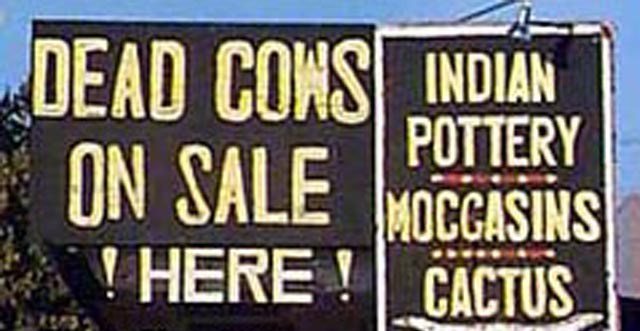 DEAD COWS
ON SALE
! HERE !
INDIAN
POTTERY
MOCCASINS
CACTUS